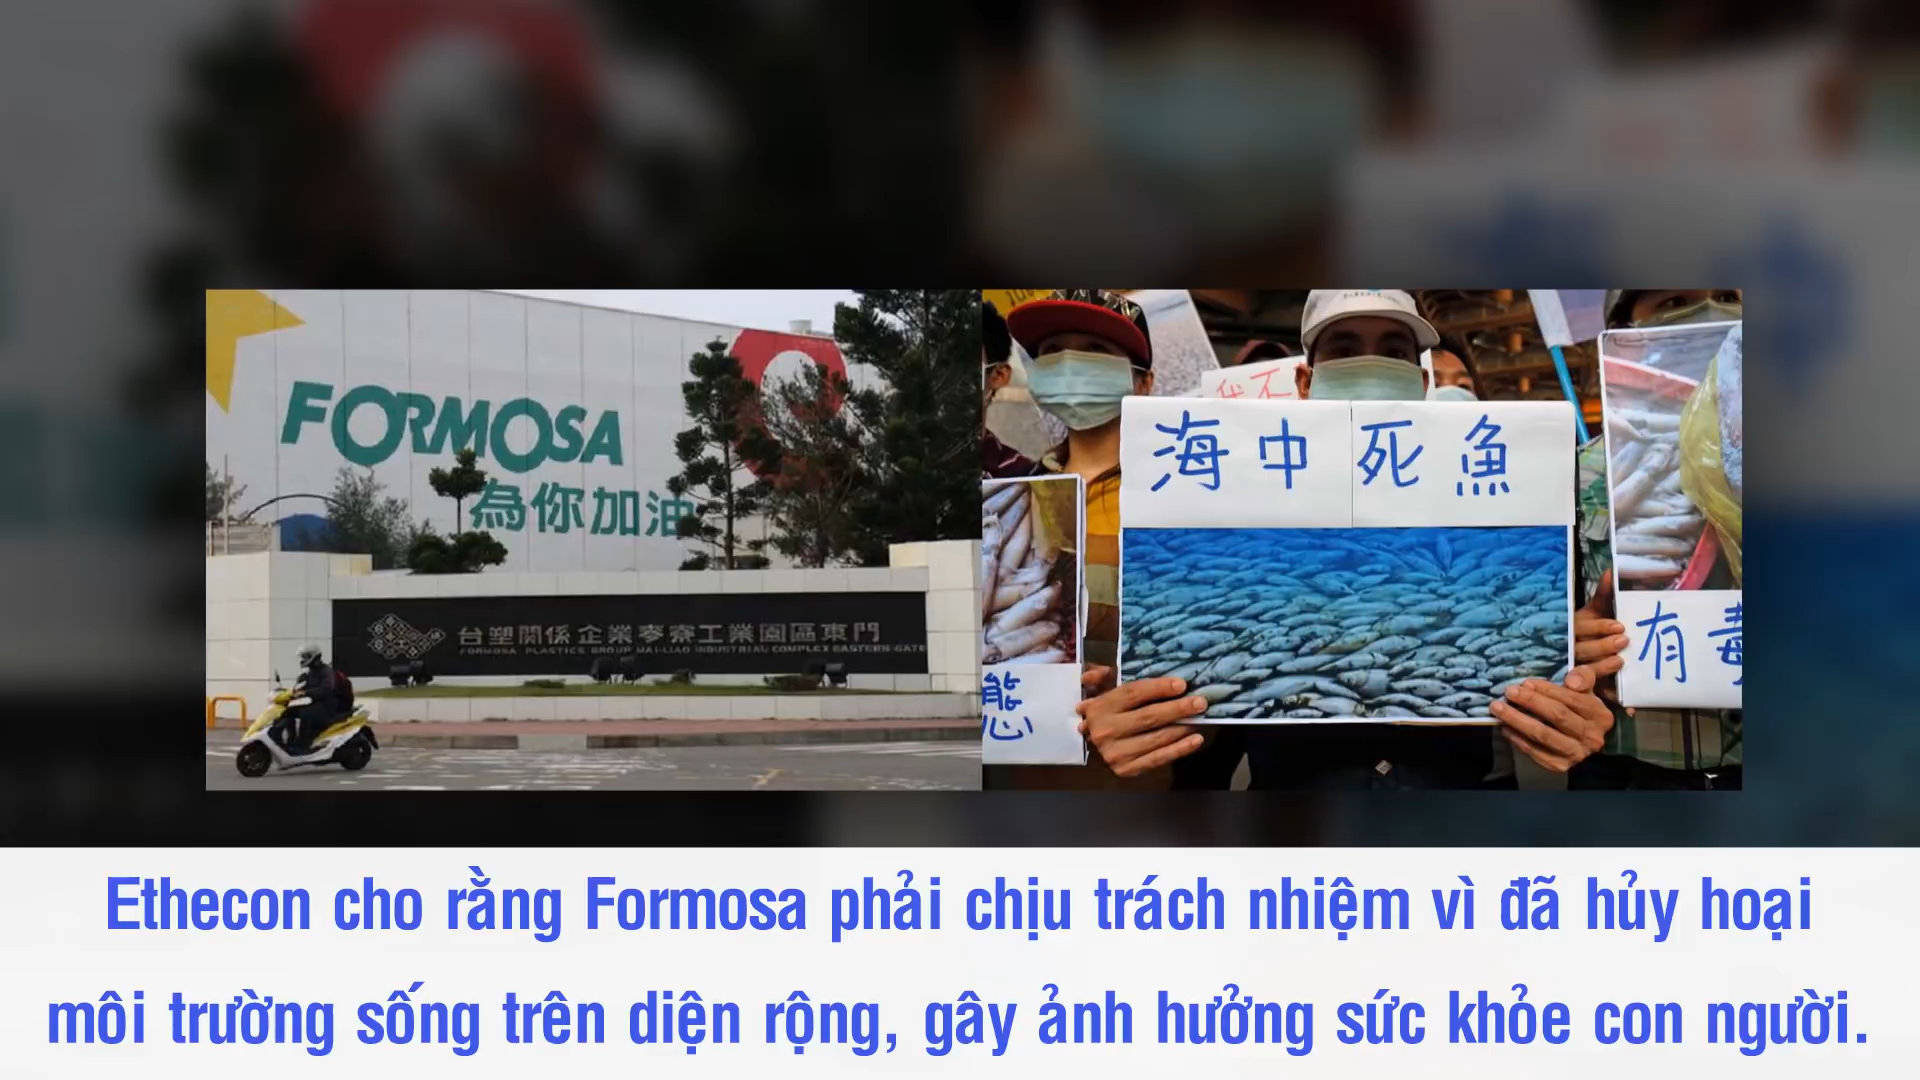 FORMOSA
為你加油
台塑關係企業麥寮工業園區東門
FORMOSA PLASTICS GROUP MAI-LIAO INDUSTRIAL COMPLEX EASTERN GATE
我不
海中死魚
有毒
態
Ethecon cho rằng Formosa phải chịu trách nhiệm vì đã hủy hoại
môi trường sống trên diện rộng, gây ảnh hưởng sức khỏe con người.